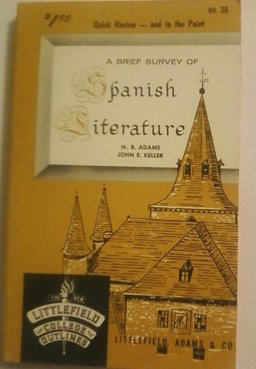 $1.95
NO. 38
Quick Review — and to the Point
A BRIEF SURVEY OF
Spanish
Literature
N. B. ADAMS
JOHN E. KELLER
LITTLEFIELD
COLLEGE
OUTLINES
LITTLEFIELD, ADAMS & CO.